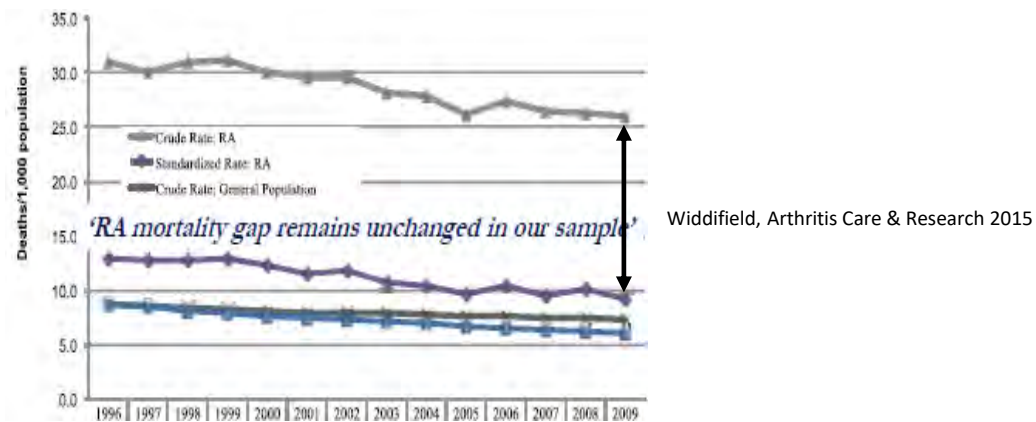 35.0
30.0
25.0
20.0
15.0
10.0
5.0
0.0
Deaths/1,000 population
Crude Rate: RA
Standardized Rate: RA
Crude Rate: General Population
'RA mortality gap remains unchanged in our sample'
Widdifield, Arthritis Care & Research 2015
1996 1997 1998 1999 2000 2001 2002 2003 2004 2005 2006 2007 2008 2009